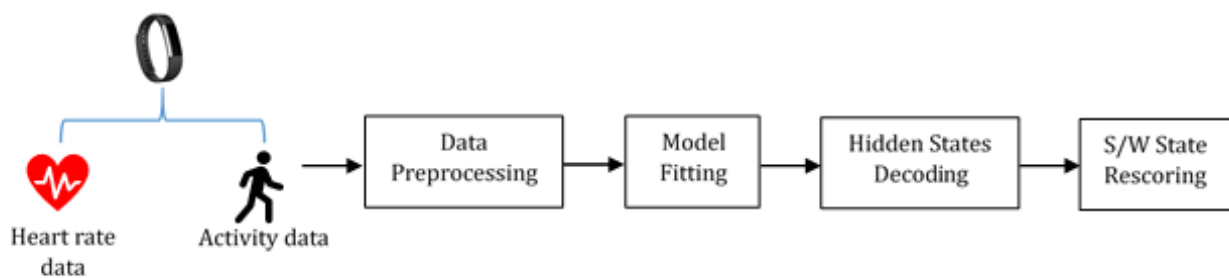 Heart rate
data
Activity data
Data
Preprocessing
Model
Fitting
Hidden States
Decoding
S/W State
Rescoring